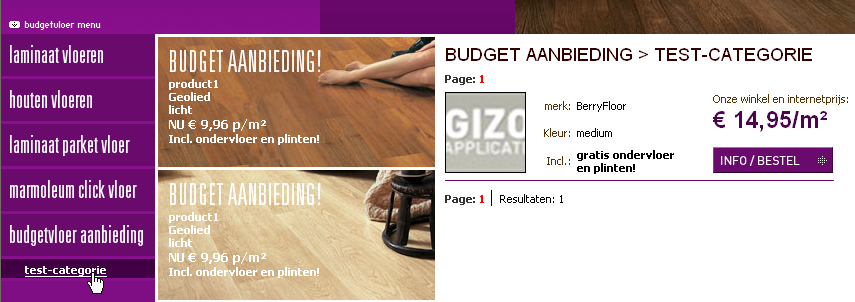 budgetvloer menu
laminaat vloeren
houten vloeren
laminaat parket vloer
marmoleum click vloer
budgetvloer aanbieding
test-categorie
BUDGET AANBIEDING!
product1
Geolied
licht
NU € 9,96 p/m²
Incl. ondervloer en plinten!
BUDGET AANBIEDING!
product1
Geolied
licht
NU € 9,96 p/m²
Incl. ondervloer en plinten!
BUDGET AANBIEDING > TEST-CATEGORIE
Page: 1
GIZO
APPLICAT
merk: BerryFloor
Kleur: medium
Incl.: gratis ondervloer
en plinten!
Onze winkel en internetprijs:
€ 14,95/m²
INFO / BESTEL
Page: 1 | Resultaten: 1